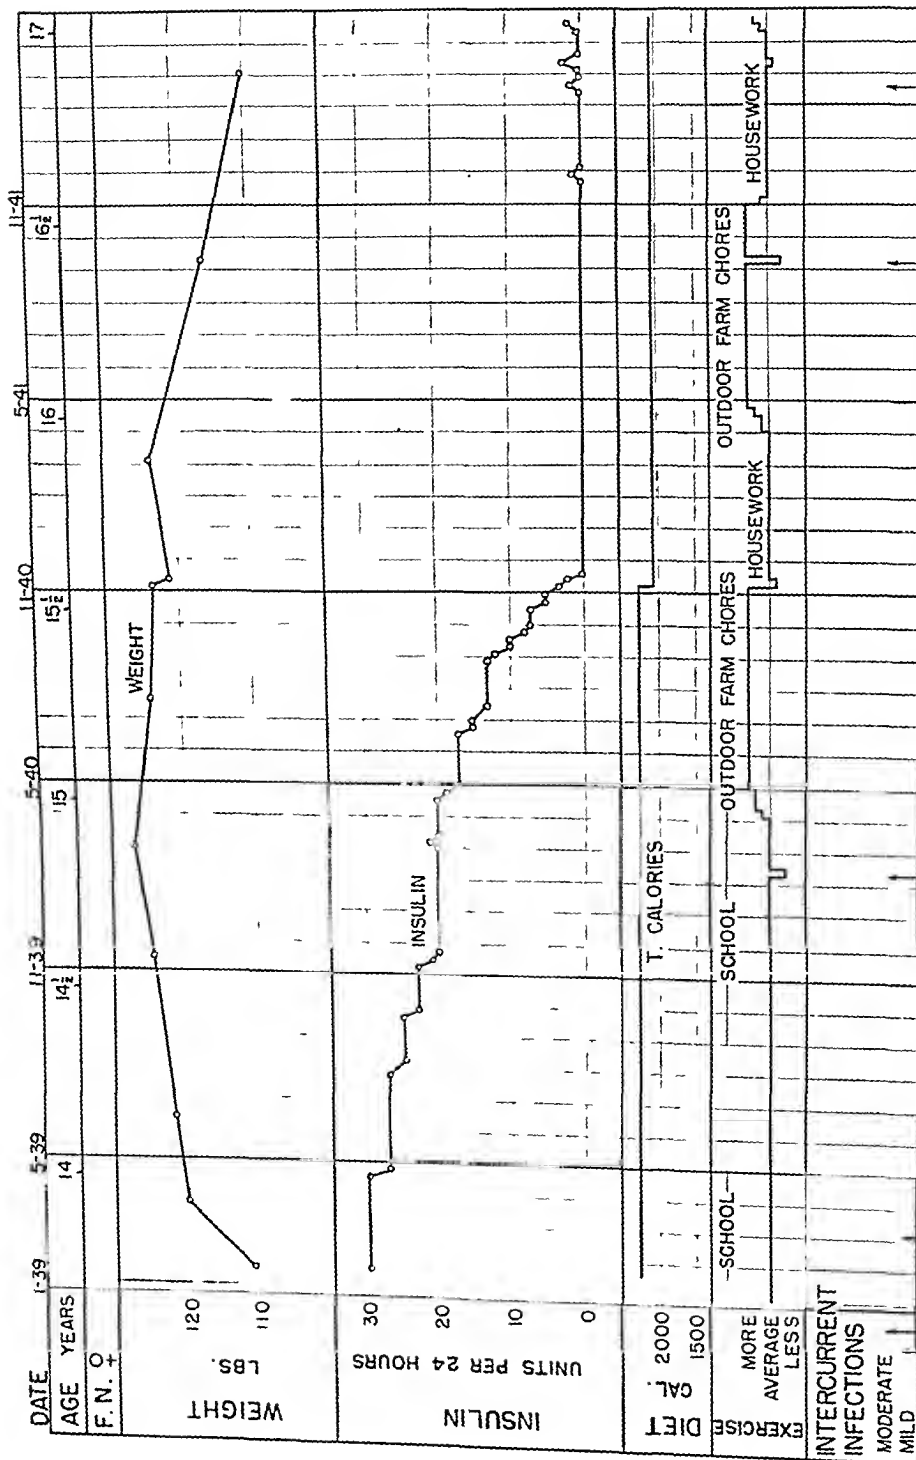 DATE 1-39 5-39 11-39 5-40 11-40 5-41 11-41
AGE YEARS 14 14½ 15 15½ 16 16½ 17
F. N. ♀
WEIGHT LBS. 120 110
WEIGHT
INSULIN UNITS PER 24 HOURS 30 20 10 0
INSULIN
DIET CAL. 2000 1500
T. CALORIES
EXERCISE MORE AVERAGE LESS
SCHOOL SCHOOL OUTDOOR FARM CHORES HOUSEWORK OUTDOOR FARM CHORES HOUSEWORK
INTERCURRENT
INFECTIONS
MODERATE
MILD